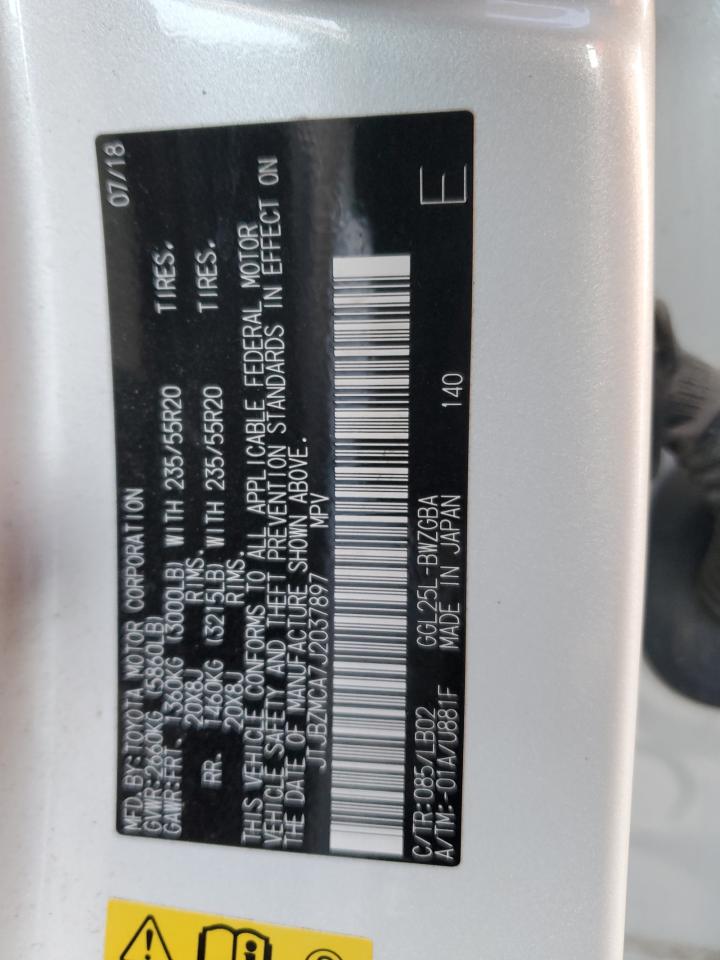 MFD.BY:TOYOTA MOTOR CORPORATION 07/18
GVWR:2660KG (5860LB)
GAWR:FRT. 1360KG (3000LB) WITH 235/55R20 TIRES.
20X8J RIMS.
RR. 1460KG (3215LB) WITH 235/55R20 TIRES.
20X8J RIMS.
THIS VEHICLE CONFORMS TO ALL APPLICABLE FEDERAL MOTOR
VEHICLE SAFETY AND THEFT PREVENTION STANDARDS IN EFFECT ON
THE DATE OF MANUFACTURE SHOWN ABOVE.
JTJBZMCA7J2037897 MPV
C/TR:085/LB02 GGL25L-BWZGBA 140 E
A/TM:-01A/U881F MADE IN JAPAN